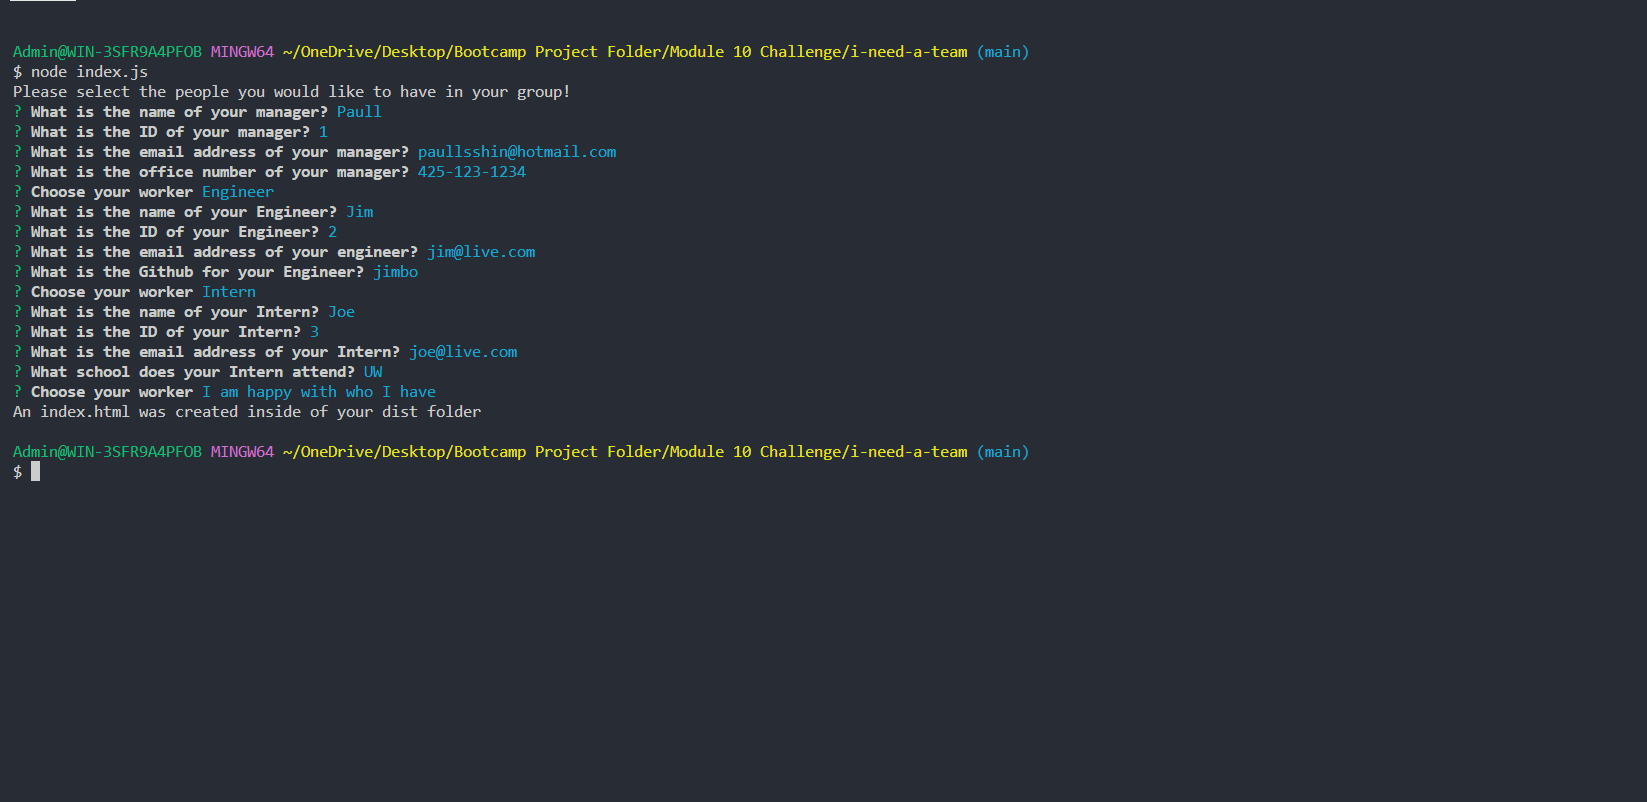 Admin@WIN-3SFR9A4PFOB MINGW64 ~/OneDrive/Desktop/Bootcamp Project Folder/Module 10 Challenge/i-need-a-team (main)
$ node index.js
Please select the people you would like to have in your group!
? What is the name of your manager? Paull
? What is the ID of your manager? 1
? What is the email address of your manager? paullsshin@hotmail.com
? What is the office number of your manager? 425-123-1234
? Choose your worker Engineer
? What is the name of your Engineer? Jim
? What is the ID of your Engineer? 2
? What is the email address of your engineer? jim@live.com
? What is the Github for your Engineer? jimbo
? Choose your worker Intern
? What is the name of your Intern? Joe
? What is the ID of your Intern? 3
? What is the email address of your Intern? joe@live.com
? What school does your Intern attend? UW
? Choose your worker I am happy with who I have
An index.html was created inside of your dist folder
Admin@WIN-3SFR9A4PFOB MINGW64 ~/OneDrive/Desktop/Bootcamp Project Folder/Module 10 Challenge/i-need-a-team (main)
$